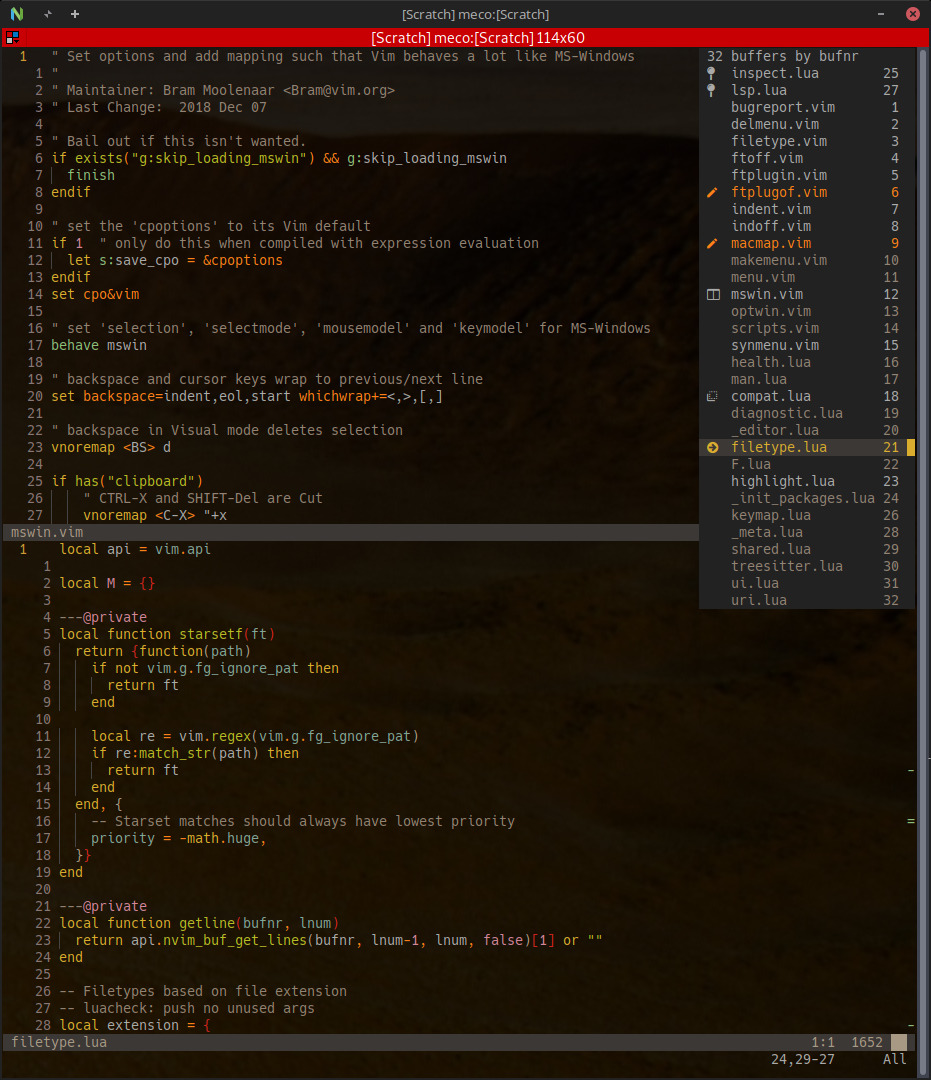 [Scratch] meco:[Scratch]
[Scratch] meco:[Scratch] 114x60
1 " Set options and add mapping such that Vim behaves a lot like MS-Windows
1 "
2 " Maintainer: Bram Moolenaar <Bram@vim.org>
3 " Last Change:  2018 Dec 07
4
5 " Bail out if this isn't wanted.
6 if exists("g:skip_loading_mswin") && g:skip_loading_mswin
7   finish
8 endif
9
10 " set the 'cpoptions' to its Vim default
11 if 1  " only do this when compiled with expression evaluation
12   let s:save_cpo = &cpoptions
13 endif
14 set cpo&vim
15
16 " set 'selection', 'selectmode', 'mousemodel' and 'keymodel' for MS-Windows
17 behave mswin
18
19 " backspace and cursor keys wrap to previous/next line
20 set backspace=indent,eol,start whichwrap+=<,>,[,]
21
22 " backspace in Visual mode deletes selection
23 vnoremap <BS> d
24
25 if has("clipboard")
26     " CTRL-X and SHIFT-Del are Cut
27     vnoremap <C-X> "+x
mswin.vim
32 buffers by bufnr
inspect.lua 25
lsp.lua 27
bugreport.vim 1
delmenu.vim 2
filetype.vim 3
ftoff.vim 4
ftplugin.vim 5
ftplugof.vim 6
indent.vim 7
indoff.vim 8
macmap.vim 9
makemenu.vim 10
menu.vim 11
mswin.vim 12
optwin.vim 13
scripts.vim 14
synmenu.vim 15
health.lua 16
man.lua 17
compat.lua 18
diagnostic.lua 19
_editor.lua 20
filetype.lua 21
F.lua 22
highlight.lua 23
_init_packages.lua 24
keymap.lua 26
_meta.lua 28
shared.lua 29
treesitter.lua 30
ui.lua 31
uri.lua 32
1 local api = vim.api
1
2 local M = {}
3
4 ---@private
5 local function starsetf(ft)
6   return {function(path)
7     if not vim.g.fg_ignore_pat then
8       return ft
9     end
10
11     local re = vim.regex(vim.g.fg_ignore_pat)
12     if re:match_str(path) then
13       return ft
14     end
15   end, {
16     -- Starset matches should always have lowest priority
17     priority = -math.huge,
18   }}
19 end
20
21 ---@private
22 local function getline(bufnr, lnum)
23   return api.nvim_buf_get_lines(bufnr, lnum-1, lnum, false)[1] or ""
24 end
25
26 -- Filetypes based on file extension
27 -- luacheck: push no unused args
28 local extension = {
filetype.lua 1:1 1652
24,29-27 All